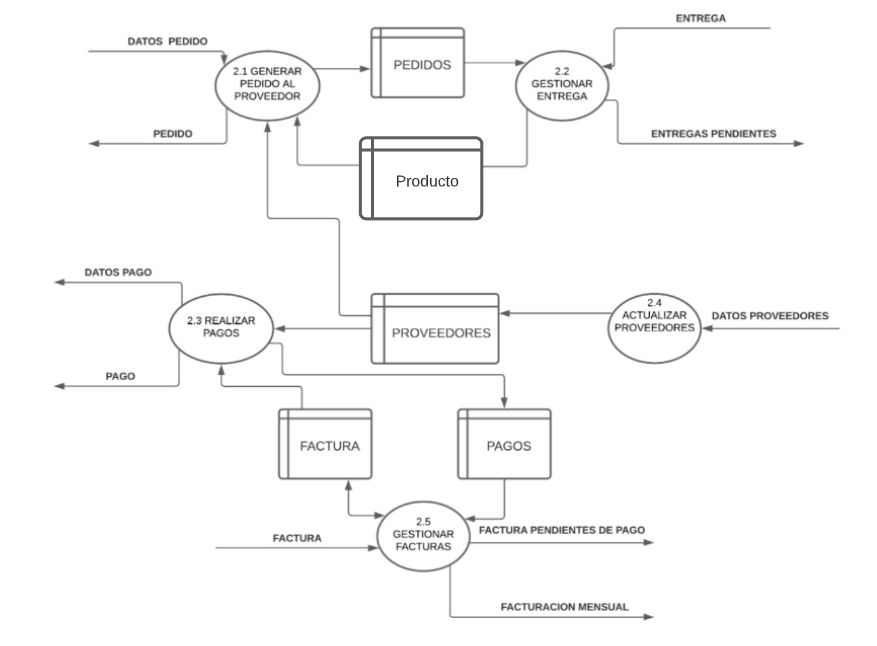 ENTREGA
DATOS PEDIDO
2.1 GENERAR
PEDIDO AL
PROVEEDOR
PEDIDOS
2.2
GESTIONAR
ENTREGA
PEDIDO
ENTREGAS PENDIENTES
Producto
DATOS PAGO
2.3 REALIZAR
PAGOS
PROVEEDORES
2.4
ACTUALIZAR
PROVEEDORES
DATOS PROVEEDORES
PAGO
FACTURA
PAGOS
2.5
GESTIONAR
FACTURAS
FACTURA
FACTURA PENDIENTES DE PAGO
FACTURACION MENSUAL